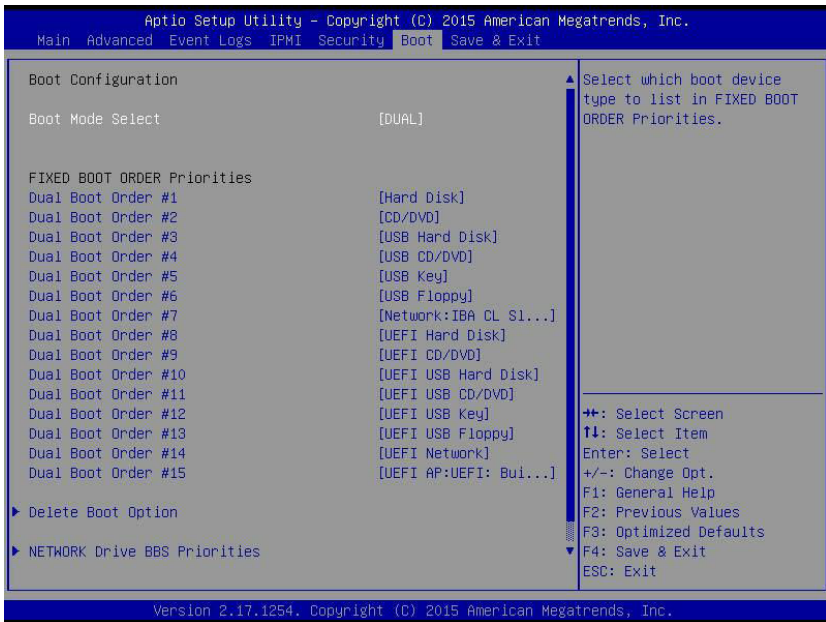 Aptio Setup Utility – Copyright (C) 2015 American Megatrends, Inc.
Main Advanced Event Logs IPMI Security Boot Save & Exit
Boot Configuration
Boot Mode Select [DUAL]
FIXED BOOT ORDER Priorities
Dual Boot Order #1 [Hard Disk]
Dual Boot Order #2 [CD/DVD]
Dual Boot Order #3 [USB Hard Disk]
Dual Boot Order #4 [USB CD/DVD]
Dual Boot Order #5 [USB Key]
Dual Boot Order #6 [USB Floppy]
Dual Boot Order #7 [Network:IBA CL Sl...]
Dual Boot Order #8 [UEFI Hard Disk]
Dual Boot Order #9 [UEFI CD/DVD]
Dual Boot Order #10 [UEFI USB Hard Disk]
Dual Boot Order #11 [UEFI USB CD/DVD]
Dual Boot Order #12 [UEFI USB Key]
Dual Boot Order #13 [UEFI USB Floppy]
Dual Boot Order #14 [UEFI Network]
Dual Boot Order #15 [UEFI AP:UEFI: Bui...]
Delete Boot Option
NETWORK Drive BBS Priorities
Select which boot device
type to list in FIXED BOOT
ORDER Priorities.
→←: Select Screen
↑↓: Select Item
Enter: Select
+/-: Change Opt.
F1: General Help
F2: Previous Values
F3: Optimized Defaults
F4: Save & Exit
ESC: Exit
Version 2.17.1254. Copyright (C) 2015 American Megatrends, Inc.